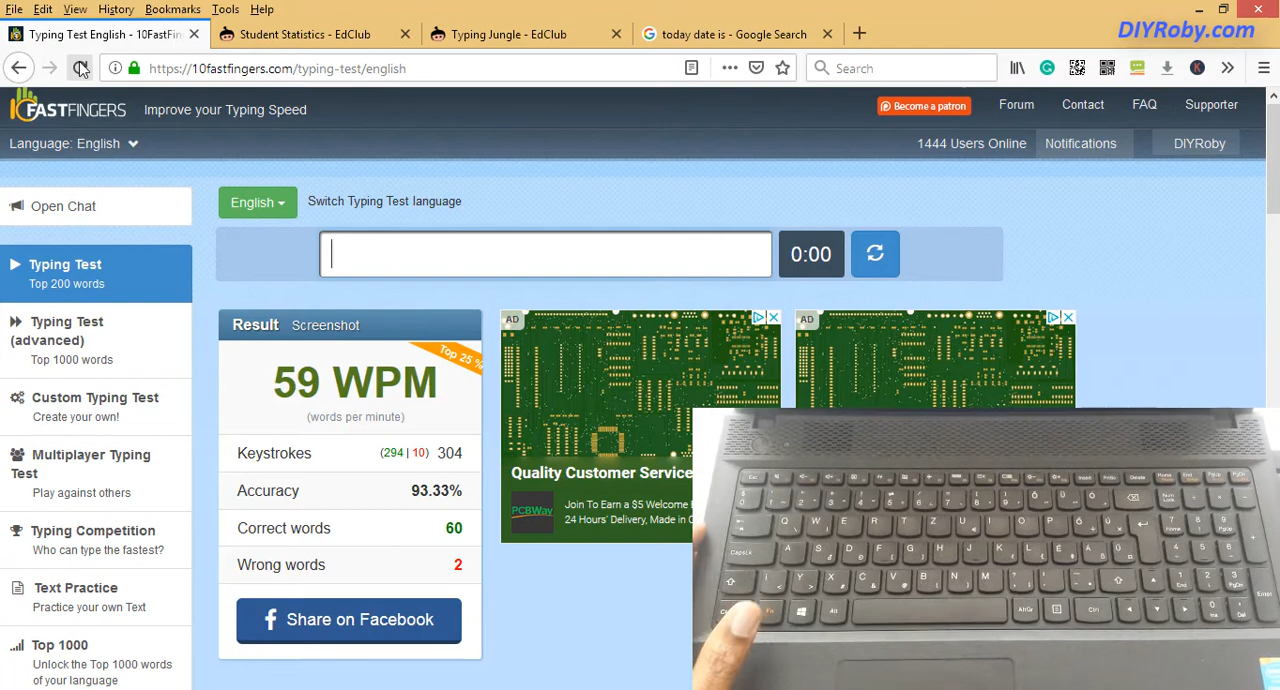 File Edit View History Bookmarks Tools Help
Typing Test English - 10FastFin
Student Statistics - EdClub
Typing Jungle - EdClub
today date is - Google Search
DIYRoby.com
https://10fastfingers.com/typing-test/english
Search
10FASTFINGERS
Improve your Typing Speed
Become a patron
Forum
Contact
FAQ
Supporter
Language: English
1444 Users Online
Notifications
DIYRoby
Open Chat
English
Switch Typing Test language
0:00
Typing Test
Top 200 words
Typing Test
(advanced)
Top 1000 words
Custom Typing Test
Create your own!
Multiplayer Typing
Test
Play against others
Typing Competition
Who can type the fastest?
Text Practice
Practice your own Text
Top 1000
Unlock the Top 1000 words
of your language
Result Screenshot
Top 25 %
59 WPM
(words per minute)
Keystrokes (294 | 10) 304
Accuracy 93.33%
Correct words 60
Wrong words 2
Share on Facebook
AD
Quality Customer Service
PCBWay
Join To Earn a $5 Welcome
24 Hours' Delivery, Made in
AD
Q W E R T Z U I O P
CapsLk A S D F G H J K L
Y X C V B N M
Fn Alt AltGr Ctrl
Enter